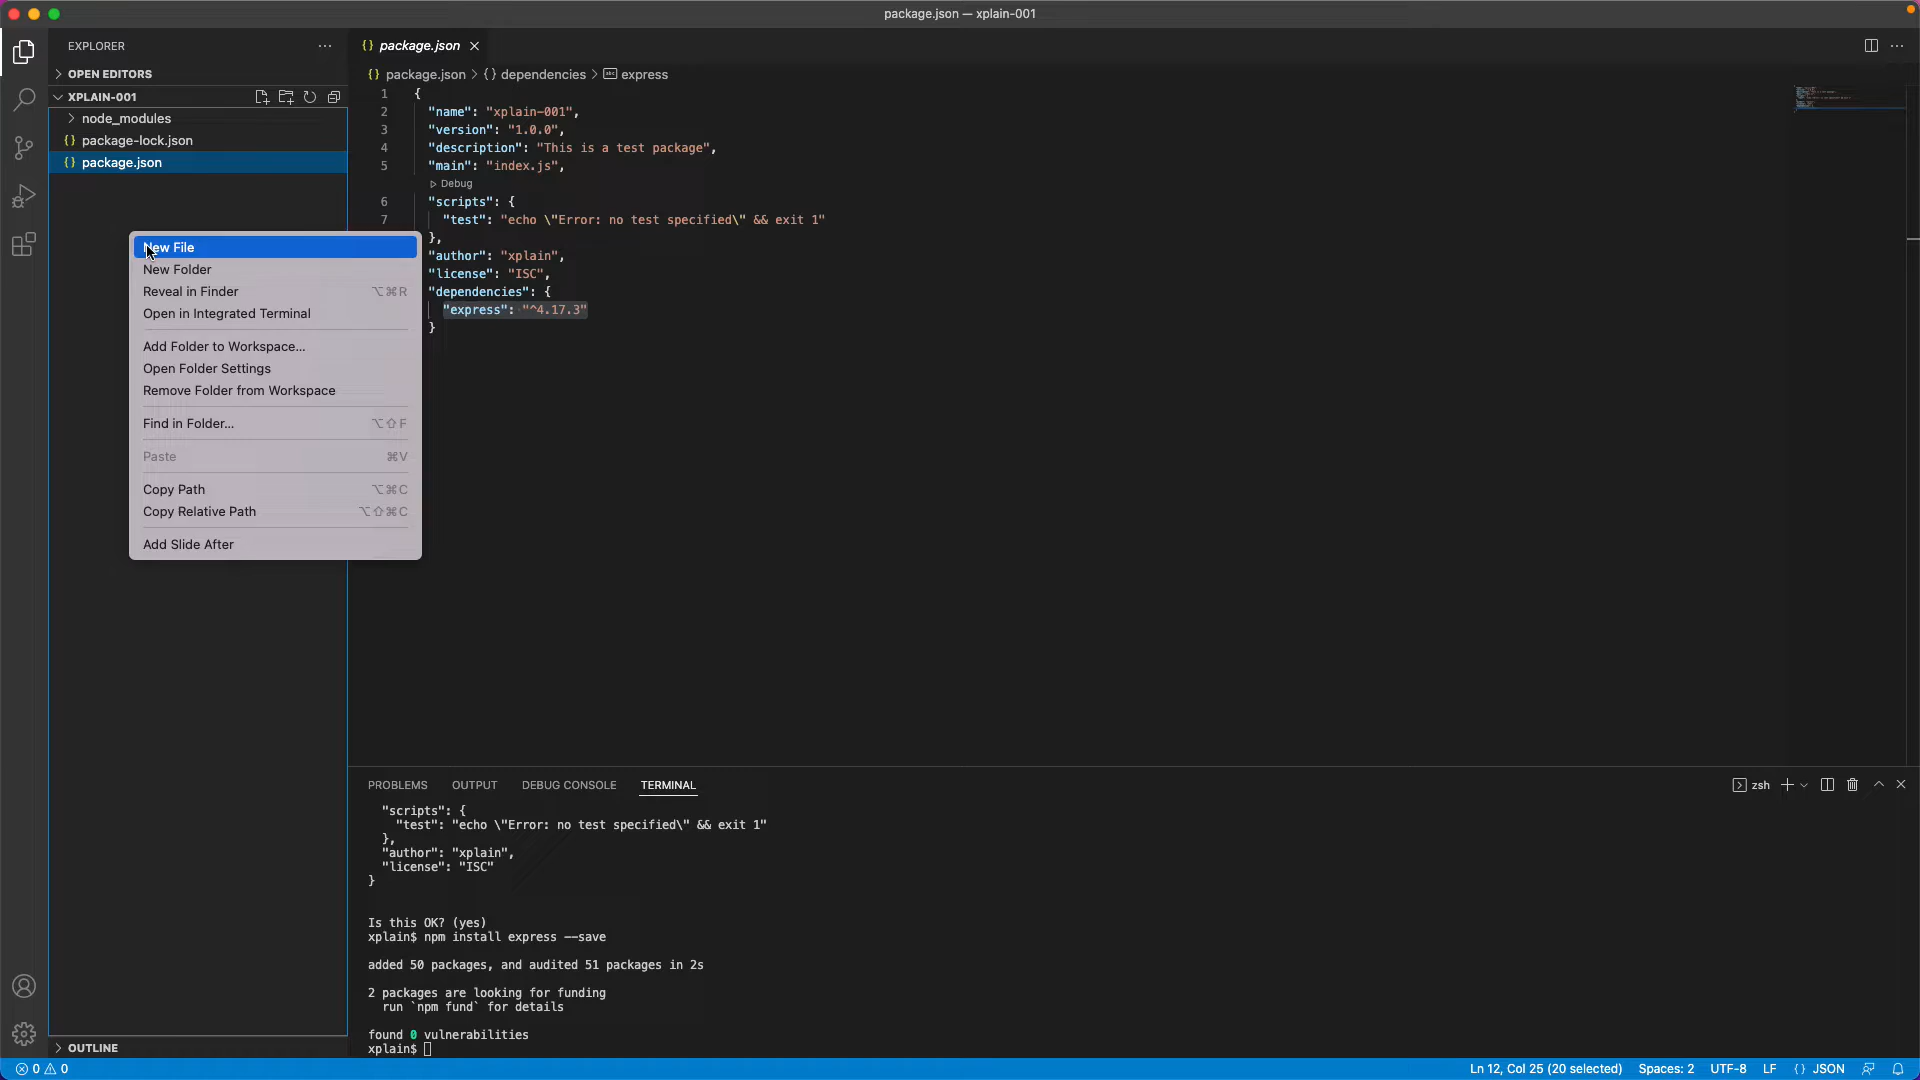 package.json — xplain-001
EXPLORER
OPEN EDITORS
XPLAIN-001
node_modules
{} package-lock.json
{} package.json
New File
New Folder
Reveal in Finder ⌥⌘R
Open in Integrated Terminal
Add Folder to Workspace...
Open Folder Settings
Remove Folder from Workspace
Find in Folder... ⌥⇧F
Paste ⌘V
Copy Path ⌥⌘C
Copy Relative Path ⌥⇧⌘C
Add Slide After
OUTLINE
{} package.json
{} package.json > {} dependencies > abc express
1 {
2 "name": "xplain-001",
3 "version": "1.0.0",
4 "description": "This is a test package",
5 "main": "index.js",
Debug
6 "scripts": {
7 "test": "echo \"Error: no test specified\" && exit 1"
},
"author": "xplain",
"license": "ISC",
"dependencies": {
"express": "^4.17.3"
}
PROBLEMS OUTPUT DEBUG CONSOLE TERMINAL
zsh
"scripts": {
"test": "echo \"Error: no test specified\" && exit 1"
},
"author": "xplain",
"license": "ISC"
}
Is this OK? (yes)
xplain$ npm install express --save
added 50 packages, and audited 51 packages in 2s
2 packages are looking for funding
run `npm fund` for details
found 0 vulnerabilities
xplain$
0 0
Ln 12, Col 25 (20 selected) Spaces: 2 UTF-8 LF {} JSON